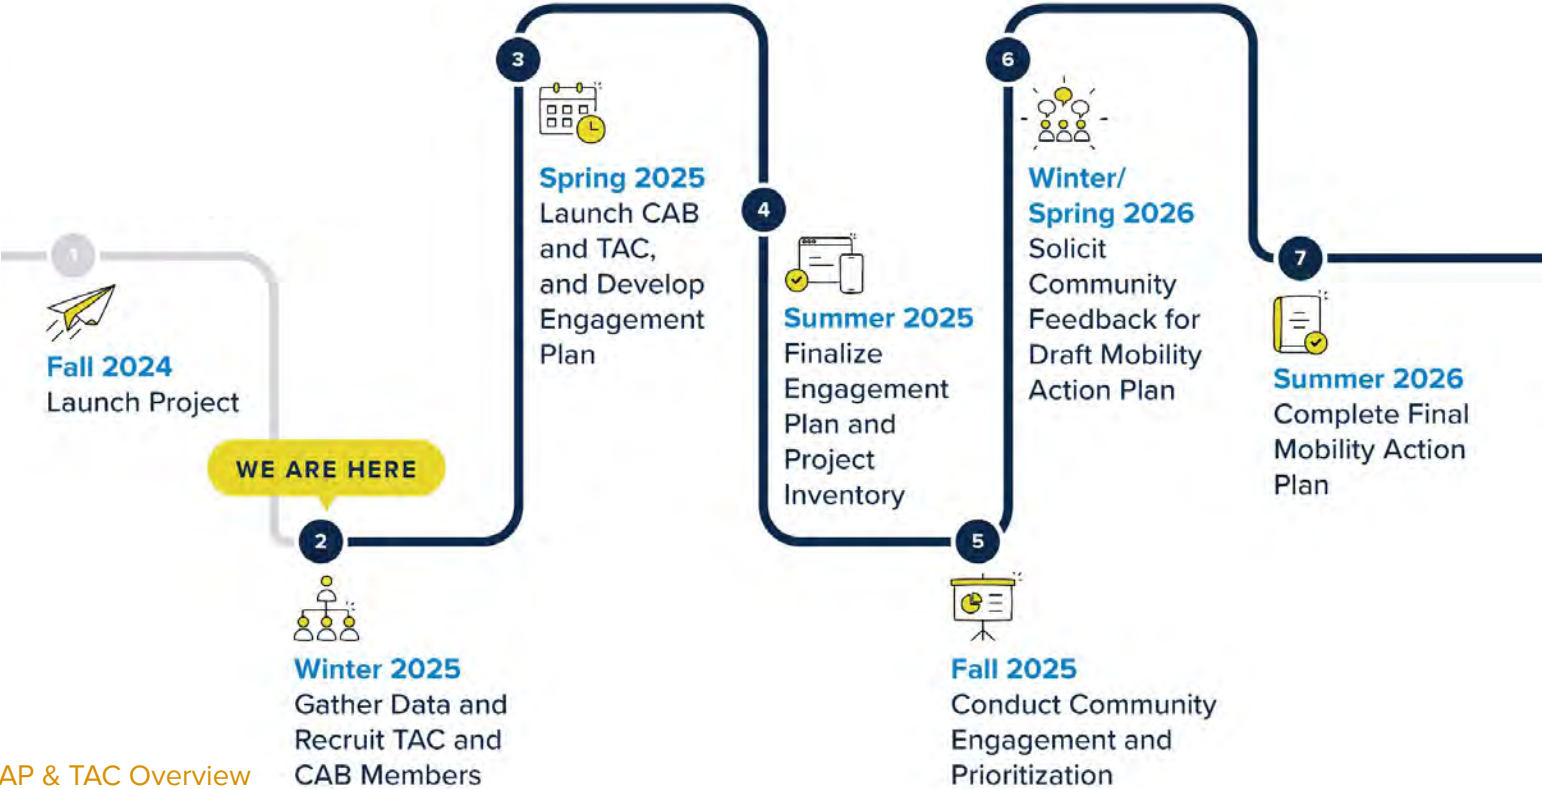 1
Fall 2024
Launch Project
WE ARE HERE
2
Winter 2025
Gather Data and
Recruit TAC and
CAB Members
3
Spring 2025
Launch CAB
and TAC,
and Develop
Engagement
Plan
4
Summer 2025
Finalize
Engagement
Plan and
Project
Inventory
5
Fall 2025
Conduct Community
Engagement and
Prioritization
6
Winter/
Spring 2026
Solicit
Community
Feedback for
Draft Mobility
Action Plan
7
Summer 2026
Complete Final
Mobility Action
Plan
AP & TAC Overview